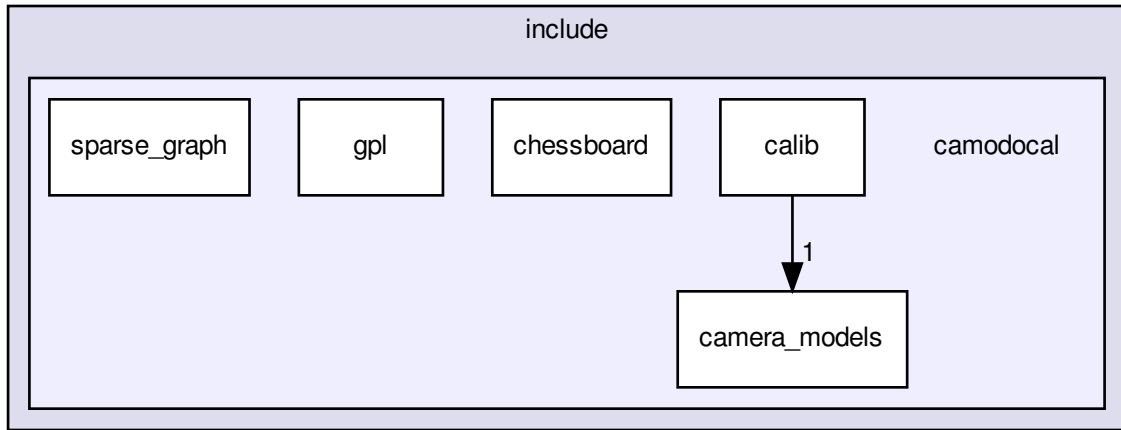 include
sparse_graph
gpl
chessboard
calib
camodocal
1
camera_models